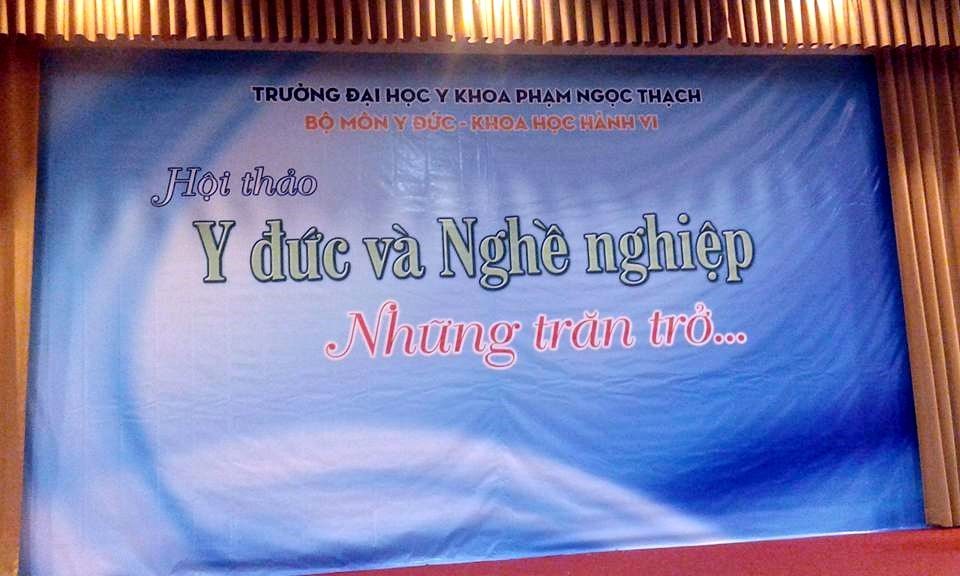 TRƯỜNG ĐẠI HỌC Y KHOA PHẠM NGỌC THẠCH
BỘ MÔN Y ĐỨC - KHOA HỌC HÀNH VI
Hội thảo
Y đức và Nghề nghiệp
Những trăn trở...